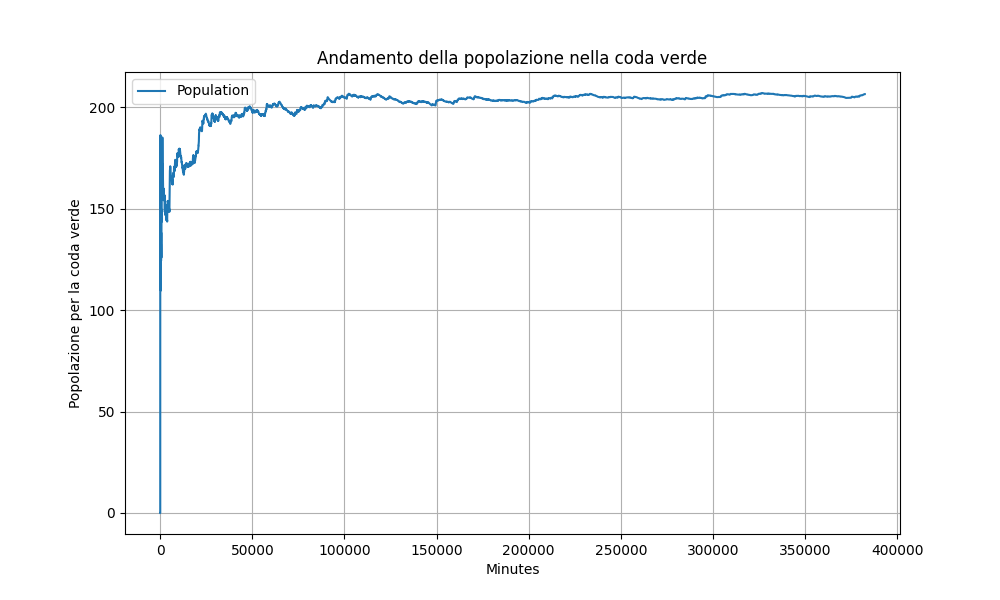 Andamento della popolazione nella coda verde
Population
Popolazione per la coda verde
200
150
100
50
0
0 50000 100000 150000 200000 250000 300000 350000 400000
Minutes